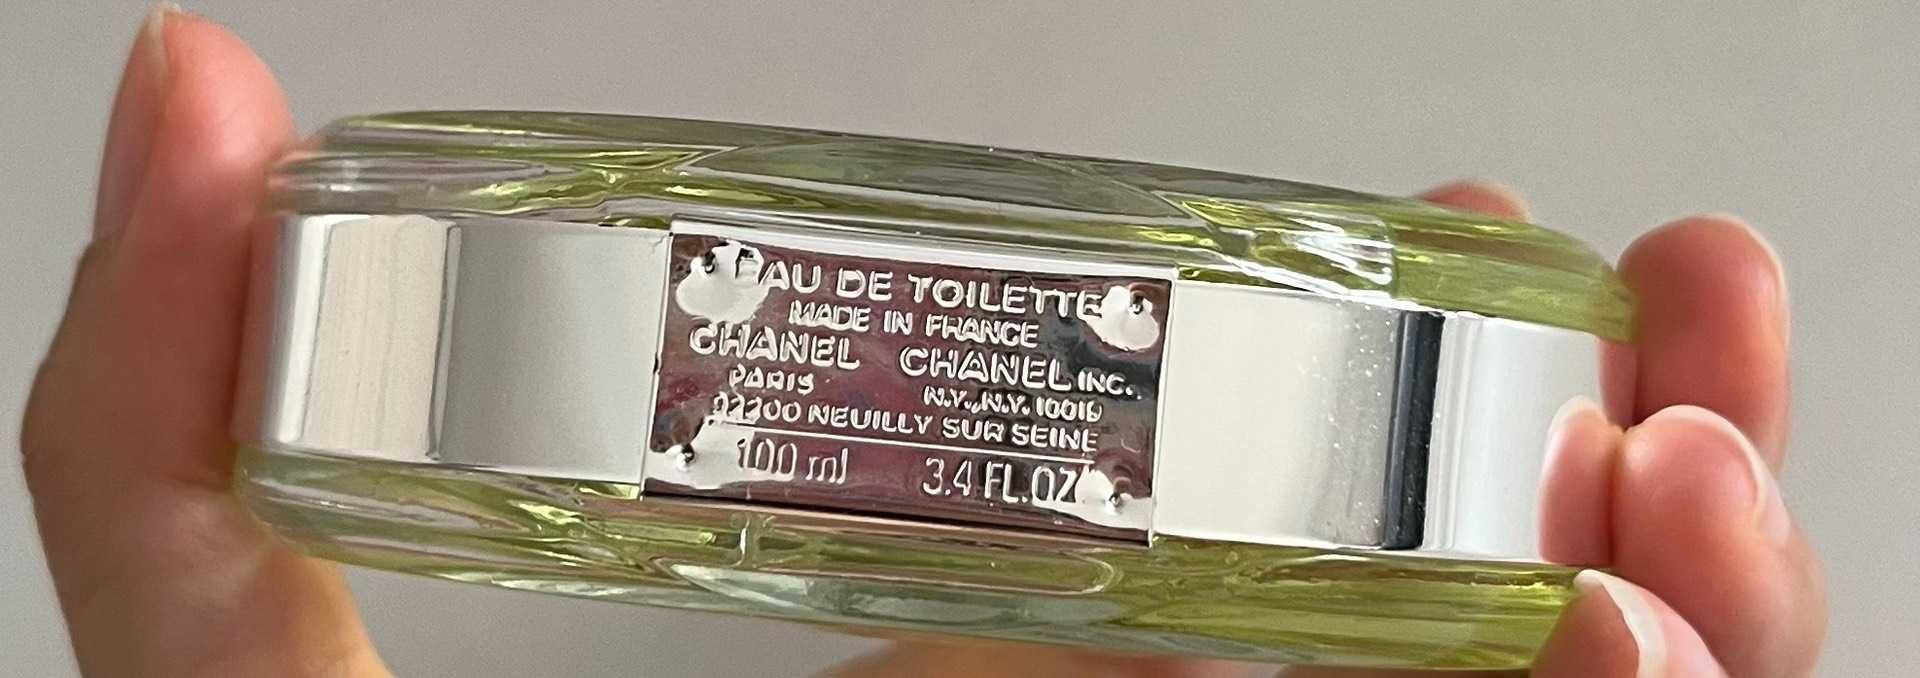 EAU DE TOILETTE
MADE IN FRANCE
CHANEL CHANEL INC.
PARIS N.Y., N.Y. 10019
92200 NEUILLY SUR SEINE
100 ml 3.4 FL.OZ